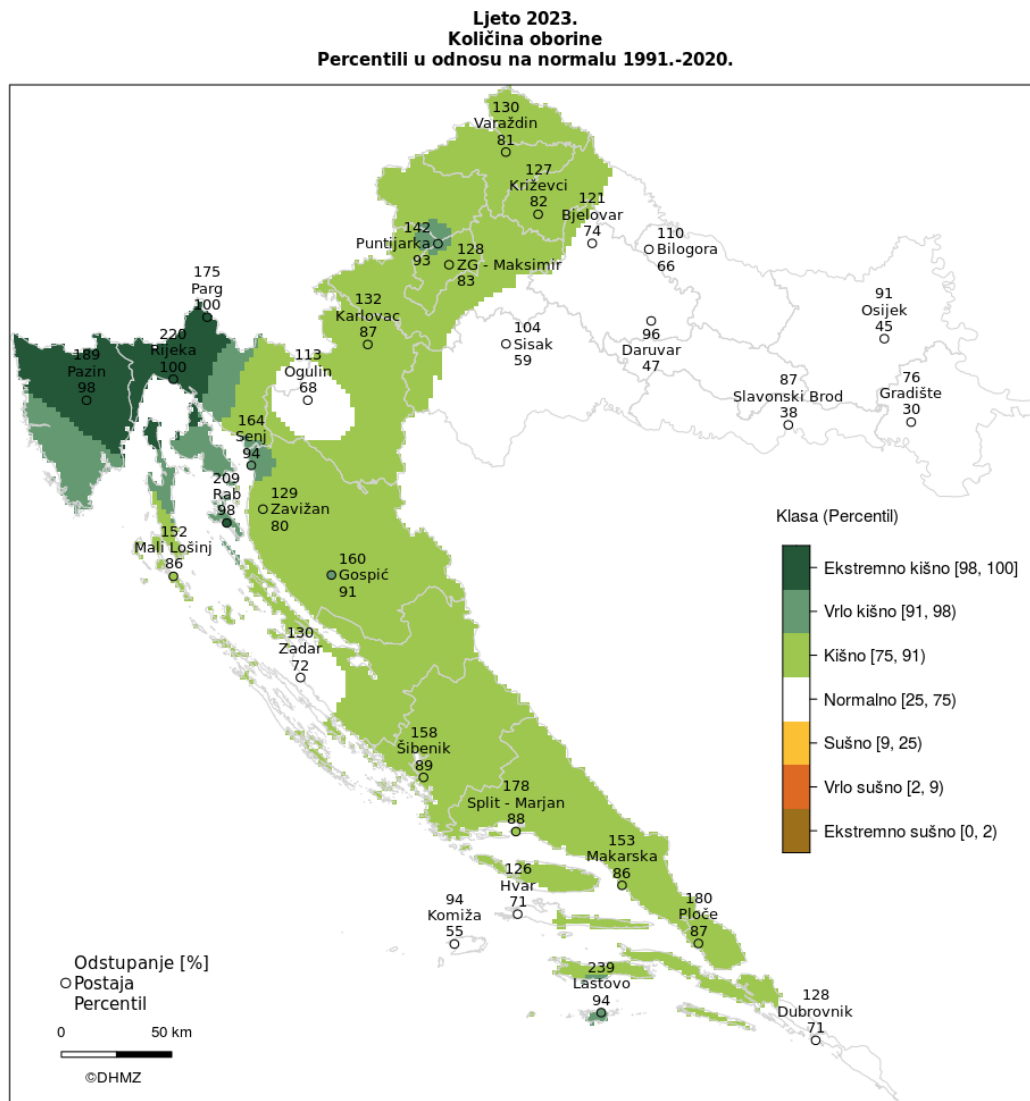 Ljeto 2023.
Količina oborine
Percentili u odnosu na normalu 1991.-2020.
130
Varaždin
81
127
Križevci
82
121
Bjelovar
74
110
Bilogora
66
142
Puntijarka
93
128
ZG - Maksimir
83
175
Parg
100
132
Karlovac
87
91
Osijek
45
220
Rijeka
100
189
Pazin
98
113
Ogulin
68
104
Sisak
59
96
Daruvar
47
87
Slavonski Brod
38
76
Gradište
30
164
Senj
94
209
Rab
98
129
Zavižan
80
152
Mali Lošinj
86
160
Gospić
91
130
Zadar
72
158
Šibenik
89
178
Split - Marjan
88
153
Makarska
86
126
Hvar
71
94
Komiža
55
180
Ploče
87
239
Lastovo
94
128
Dubrovnik
71
Klasa (Percentil)
Ekstremno kišno [98, 100]
Vrlo kišno [91, 98)
Kišno [75, 91)
Normalno [25, 75)
Sušno [9, 25)
Vrlo sušno [2, 9)
Ekstremno sušno [0, 2)
Odstupanje [%]
Postaja
Percentil
0 50 km
©DHMZ